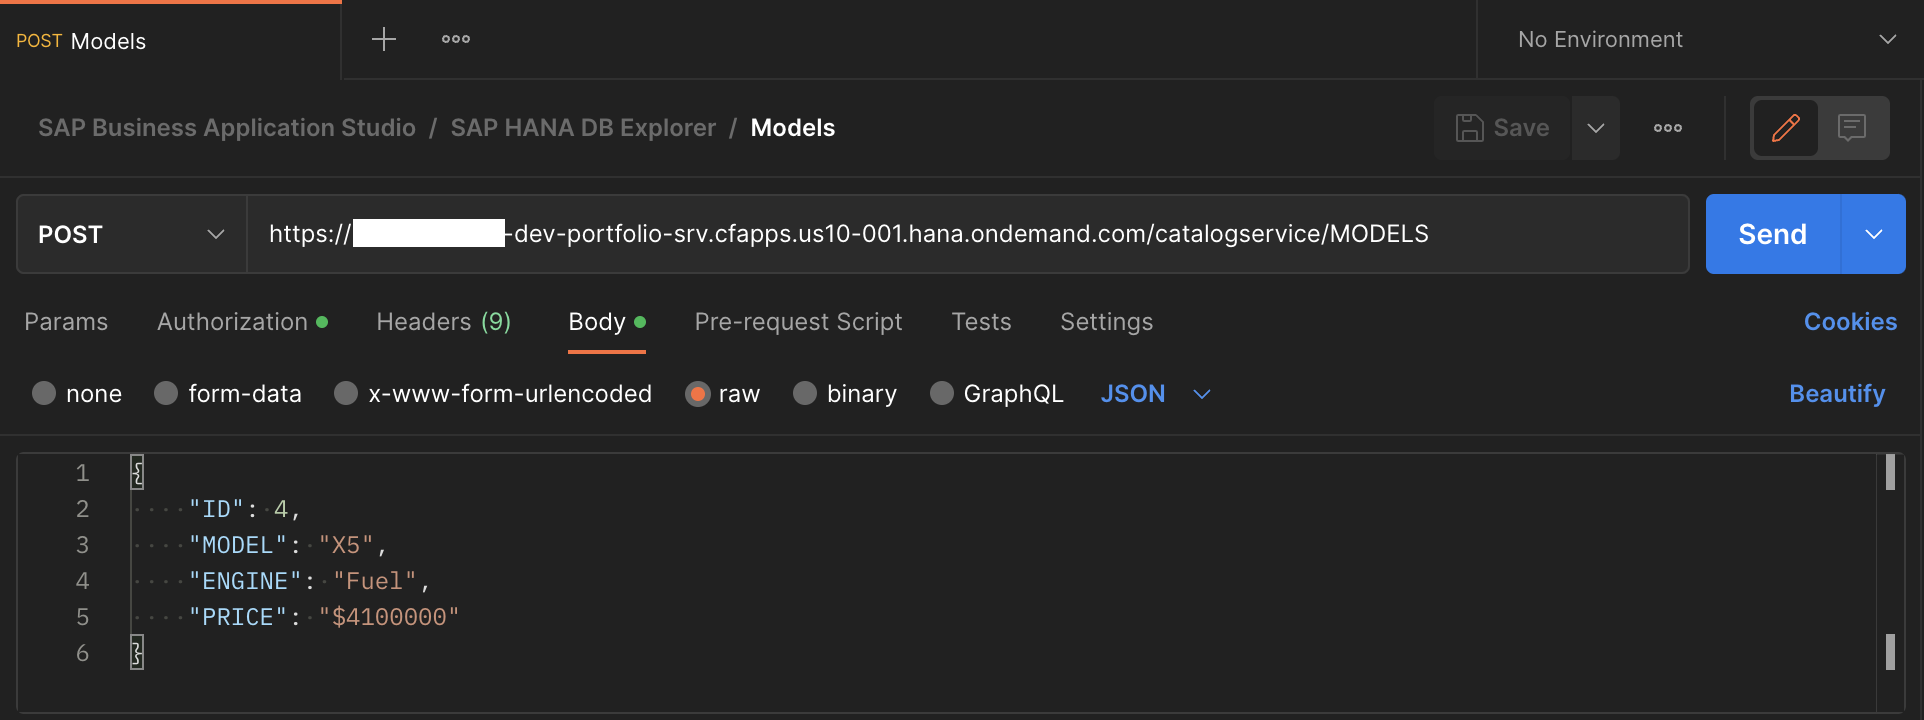 POST Models
No Environment
SAP Business Application Studio / SAP HANA DB Explorer / Models
Save
POST
https:// -dev-portfolio-srv.cfapps.us10-001.hana.ondemand.com/catalogservice/MODELS
Send
Params Authorization Headers (9) Body Pre-request Script Tests Settings Cookies
none form-data x-www-form-urlencoded raw binary GraphQL JSON Beautify
1 {
2 "ID": 4,
3 "MODEL": "X5",
4 "ENGINE": "Fuel",
5 "PRICE": "$4100000"
6 }